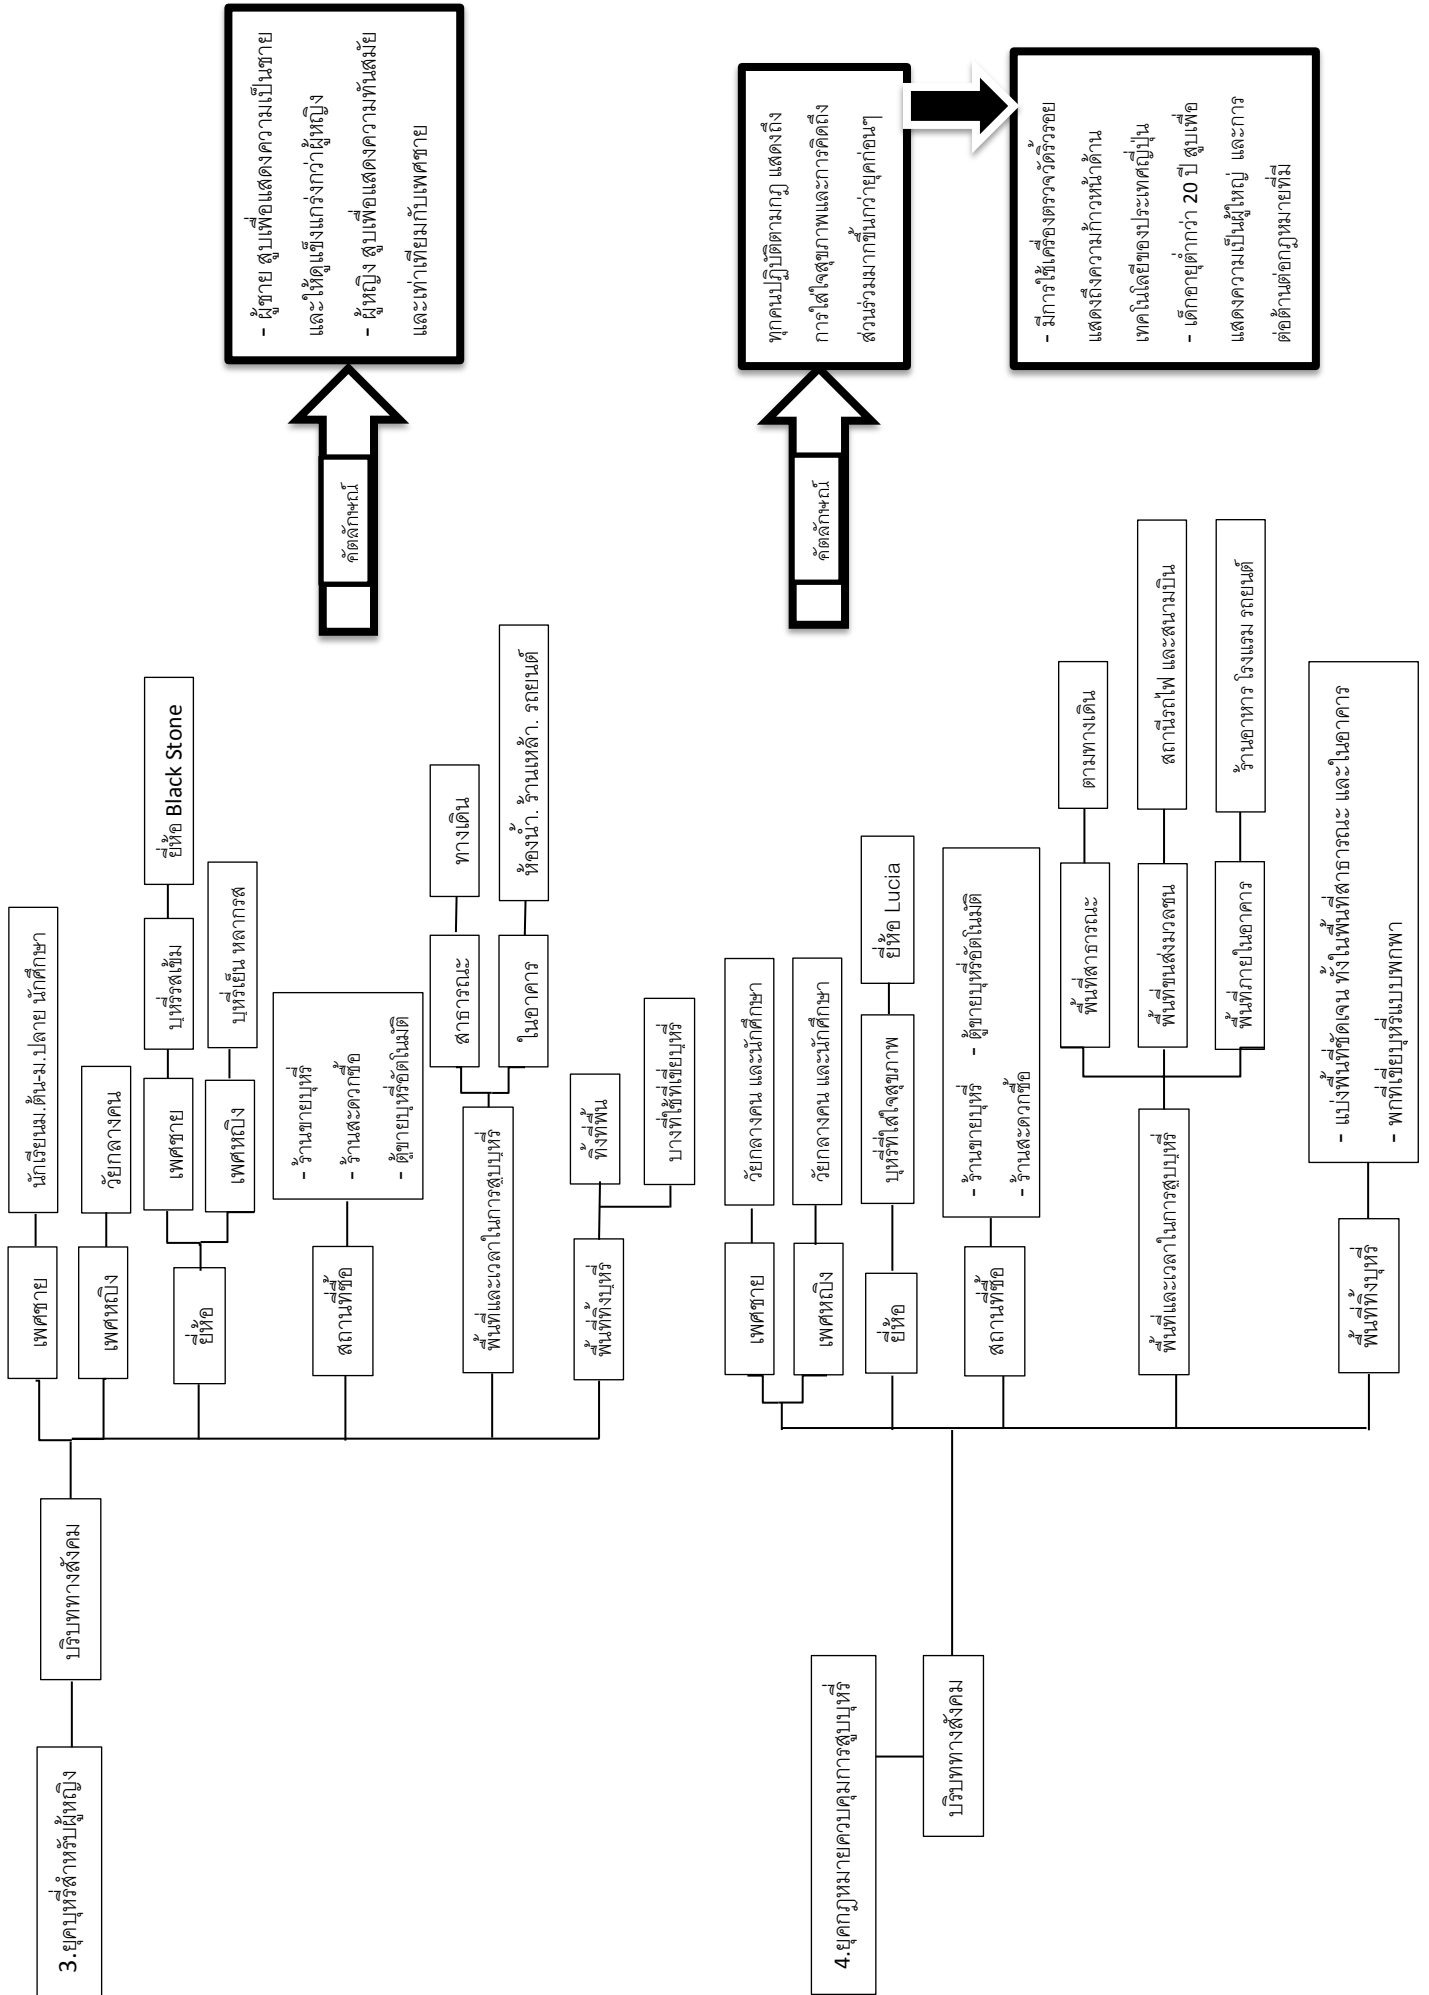 3.ยุคบุหรี่สำหรับผู้หญิง
บริบททางสังคม
เพศชาย
นักเรียนม.ต้น-ม.ปลาย นักศึกษา
เพศหญิง
วัยกลางคน
ยี่ห้อ
เพศชาย
บุหรี่รสเข้ม
ยี่ห้อ Black Stone
เพศหญิง
บุหรี่เย็น หลากรส
สถานที่ซื้อ
- ร้านขายบุหรี่
- ร้านสะดวกซื้อ
- ตู้ขายบุหรี่อัตโนมัติ
พื้นที่และเวลาในการสูบบุหรี่
สาธารณะ
ทางเดิน
ในอาคาร
ห้องน้ำ. ร้านเหล้า. รถยนต์
พื้นที่ทิ้งบุหรี่
ทิ้งที่พื้น
บางที่ใช้ที่เขี่ยบุหรี่
อัตลักษณ์
- ผู้ชาย สูบเพื่อแสดงความเป็นชาย
และให้ดูแข็งแกร่งกว่าผู้หญิง
- ผู้หญิง สูบเพื่อแสดงความทันสมัย
และเท่าเทียมกับเพศชาย
4.ยุคกฎหมายควบคุมการสูบบุหรี่
บริบททางสังคม
เพศชาย
วัยกลางคน และนักศึกษา
เพศหญิง
วัยกลางคน และนักศึกษา
ยี่ห้อ
บุหรี่ที่ใส่ใจสุขภาพ
ยี่ห้อ Lucia
สถานที่ซื้อ
- ร้านขายบุหรี่ - ตู้ขายบุหรี่อัตโนมัติ
- ร้านสะดวกซื้อ
พื้นที่และเวลาในการสูบบุหรี่
พื้นที่สาธารณะ
ตามทางเดิน
พื้นที่ขนส่งมวลชน
สถานีรถไฟ และสนามบิน
พื้นที่ภายในอาคาร
ร้านอาหาร โรงแรม รถยนต์
พื้นที่ทิ้งบุหรี่
- แบ่งพื้นที่ชัดเจน ทั้งในพื้นที่สาธารณะ และในอาคาร
- พกที่เขี่ยบุหรี่แบบพกพา
อัตลักษณ์
ทุกคนปฏิบัติตามกฎ แสดงถึง
การใส่ใจสุขภาพและการคิดถึง
ส่วนรวมมากขึ้นกว่ายุคก่อนๆ
- มีการใช้เครื่องตรวจวัดริ้วรอย
แสดงถึงความก้าวหน้าด้าน
เทคโนโลยีของประเทศญี่ปุ่น
- เด็กอายุต่ำกว่า 20 ปี สูบเพื่อ
แสดงความเป็นผู้ใหญ่ และการ
ต่อต้านต่อกฎหมายที่มี